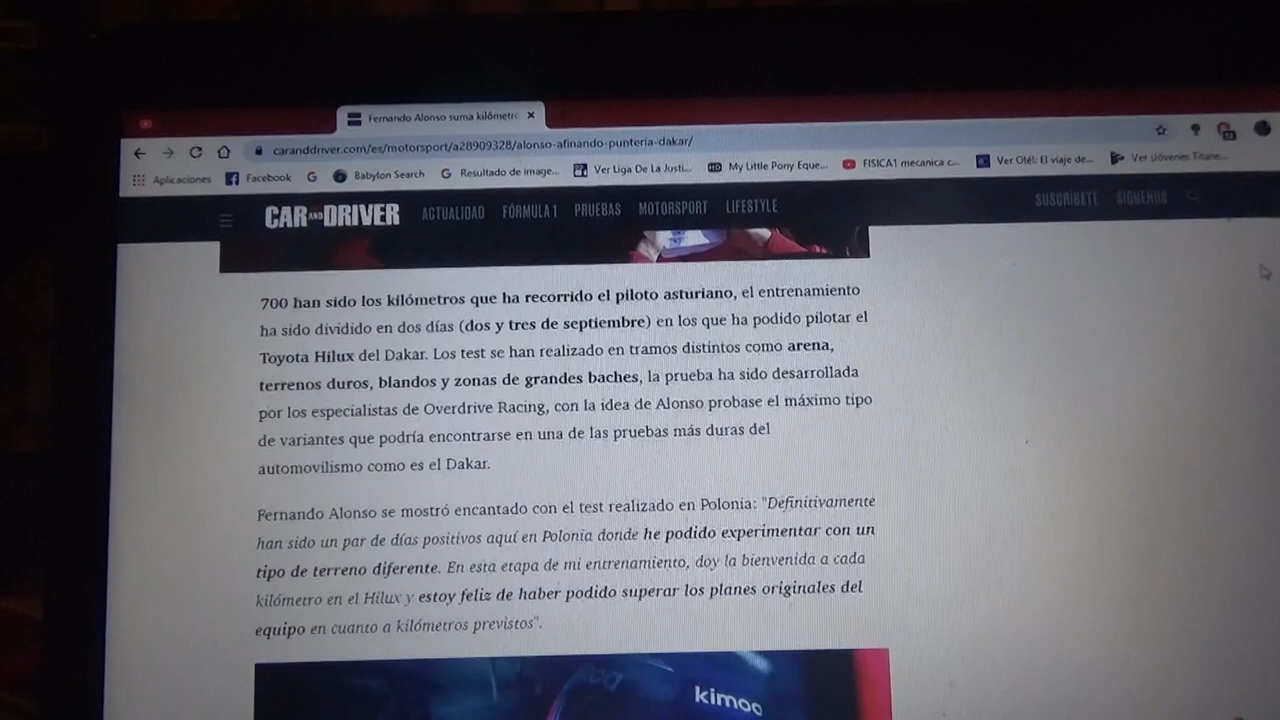 Fernando Alonso suma kilómetro
caranddriver.com/es/motorsport/a28909328/alonso-afinando-punteria-dakar/
Aplicaciones Facebook Babylon Search Resultado de image... Ver Liga De La Justi... My Little Pony Eque... FISICA1 mecanica c... Ver Olé!: El viaje de... Ver Jóvenes Titane...
CAR AND DRIVER ACTUALIDAD FÓRMULA 1 PRUEBAS MOTORSPORT LIFESTYLE SUSCRÍBETE SÍGUENOS
700 han sido los kilómetros que ha recorrido el piloto asturiano, el entrenamiento
ha sido dividido en dos días (dos y tres de septiembre) en los que ha podido pilotar el
Toyota Hilux del Dakar. Los test se han realizado en tramos distintos como arena,
terrenos duros, blandos y zonas de grandes baches, la prueba ha sido desarrollada
por los especialistas de Overdrive Racing, con la idea de Alonso probase el máximo tipo
de variantes que podría encontrarse en una de las pruebas más duras del
automovilismo como es el Dakar.
Fernando Alonso se mostró encantado con el test realizado en Polonia: "Definitivamente
han sido un par de días positivos aquí en Polonia donde he podido experimentar con un
tipo de terreno diferente. En esta etapa de mi entrenamiento, doy la bienvenida a cada
kilómetro en el Hilux y estoy feliz de haber podido superar los planes originales del
equipo en cuanto a kilómetros previstos".
kimoa